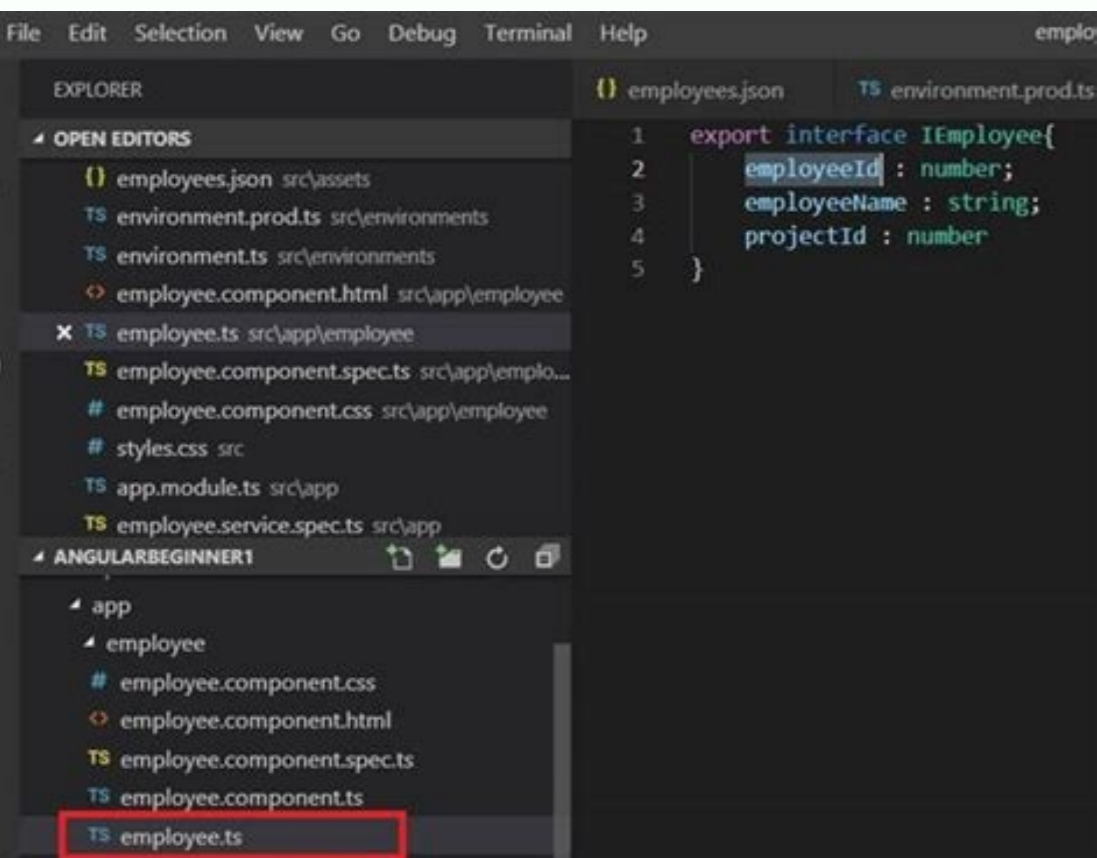 File Edit Selection View Go Debug Terminal Help employ
EXPLORER
OPEN EDITORS
{} employees.json src\assets
TS environment.prod.ts src\environments
TS environment.ts src\environments
<> employee.component.html src\app\employee
X TS employee.ts src\app\employee
TS employee.component.spec.ts src\app\emplo...
# employee.component.css src\app\employee
# styles.css src
TS app.module.ts src\app
TS employee.service.spec.ts src\app
ANGULARBEGINNER1
app
employee
# employee.component.css
<> employee.component.html
TS employee.component.spec.ts
TS employee.component.ts
TS employee.ts
{} employees.json TS environment.prod.ts
1 export interface IEmployee{
2 employeeId : number;
3 employeeName : string;
4 projectId : number
5 }